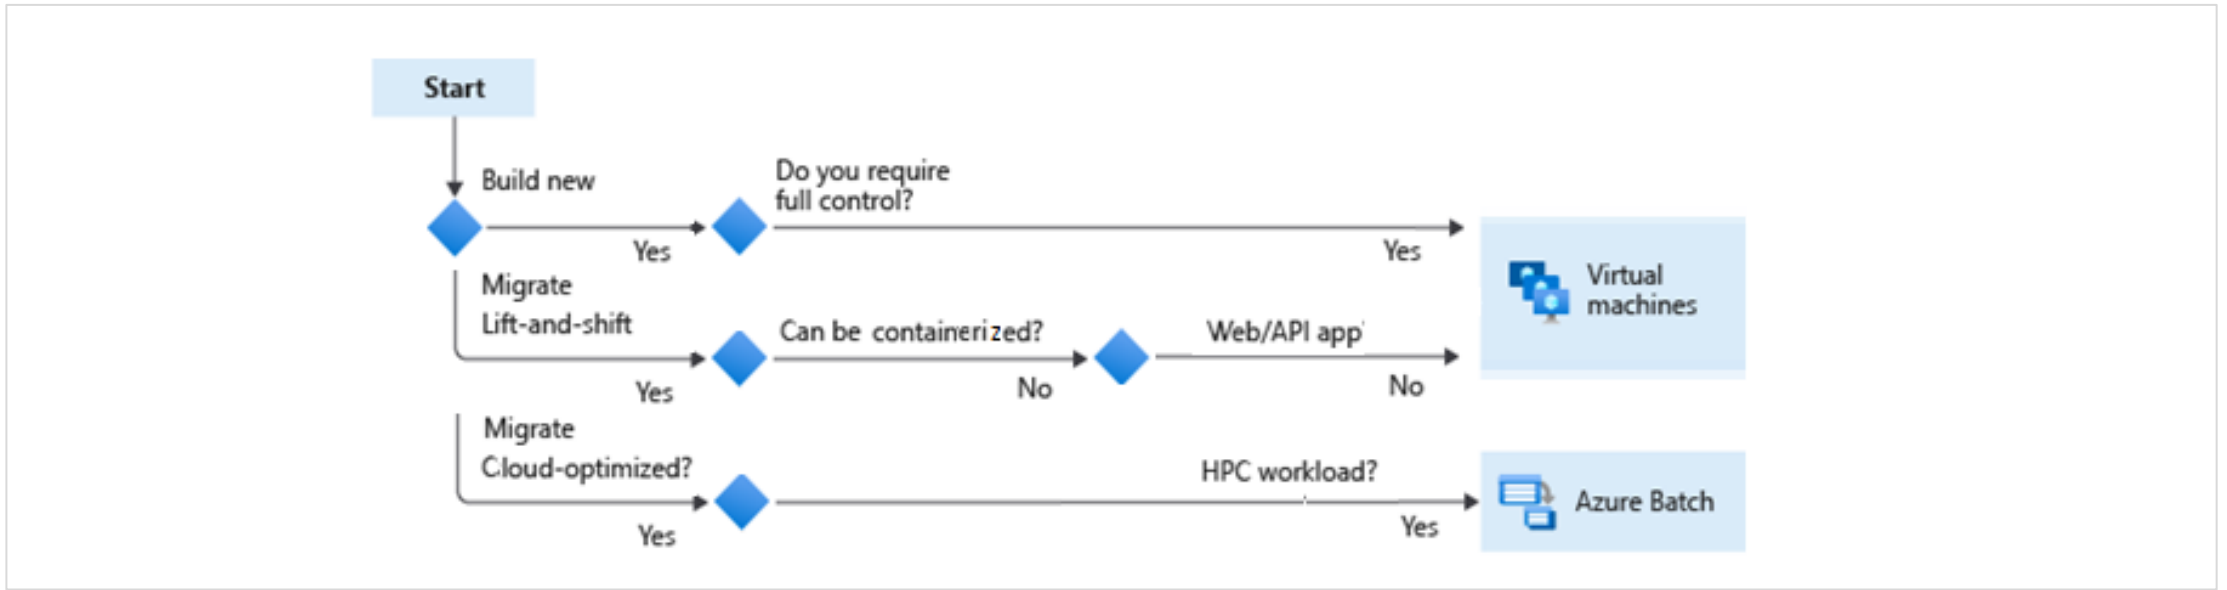 Start
Build new
Yes
Do you require
full control?
Yes
Virtual
machines
Migrate
Lift-and-shift
Yes
Can be containerized?
No
Web/API app
No
Migrate
Cloud-optimized?
Yes
HPC workload?
Yes
Azure Batch